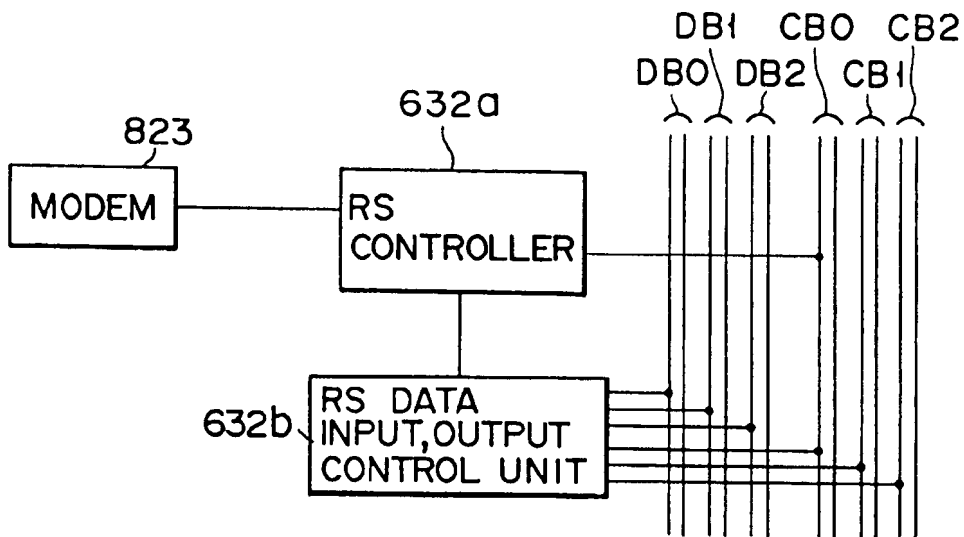 DB1 CB0 CB2
DB0 DB2 CB1
632a
823
MODEM
RS
CONTROLLER
RS DATA
INPUT, OUTPUT
CONTROL UNIT
632b